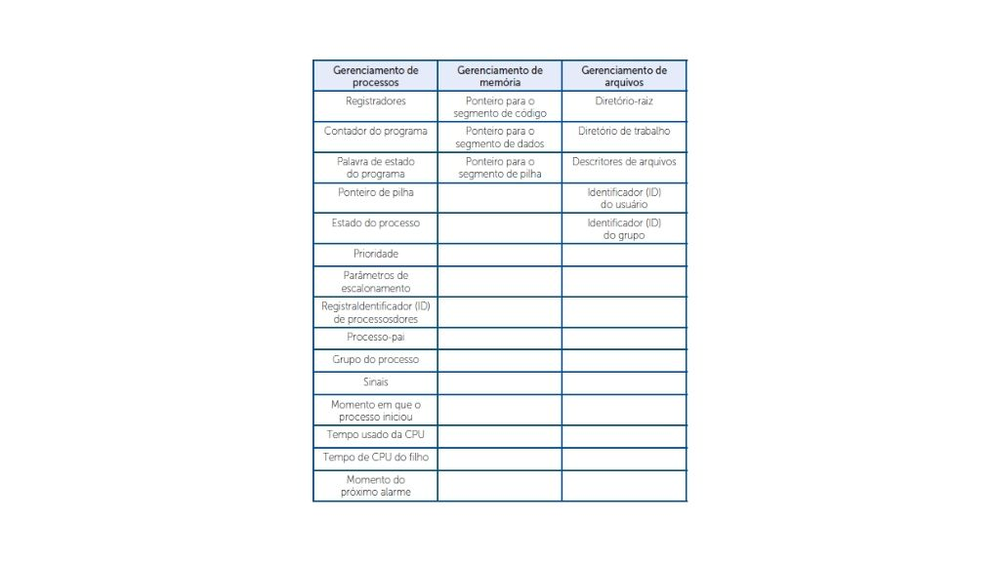 Gerenciamento de
processos
Gerenciamento de
memória
Gerenciamento de
arquivos
Registradores
Ponteiro para o
segmento de código
Diretório-raiz
Contador do programa
Ponteiro para o
segmento de dados
Diretório de trabalho
Palavra de estado
do programa
Ponteiro para o
segmento de pilha
Descritores de arquivos
Ponteiro de pilha
Identificador (ID)
do usuário
Estado do processo
Identificador (ID)
do grupo
Prioridade
Parâmetros de
escalonamento
RegistraIdentificador (ID)
de processosdores
Processo-pai
Grupo do processo
Sinais
Momento em que o
processo iniciou
Tempo usado da CPU
Tempo de CPU do filho
Momento do
próximo alarme